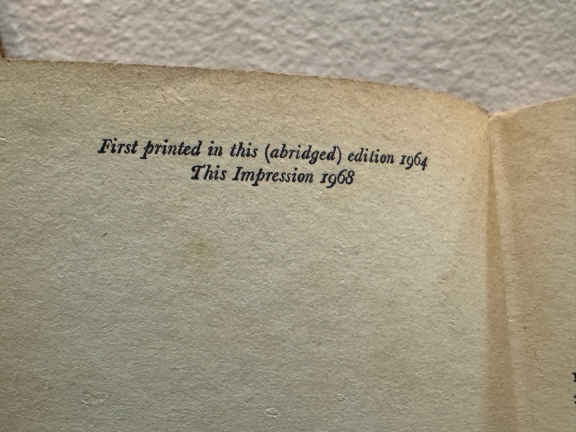 First printed in this (abridged) edition 1964
This Impression 1968